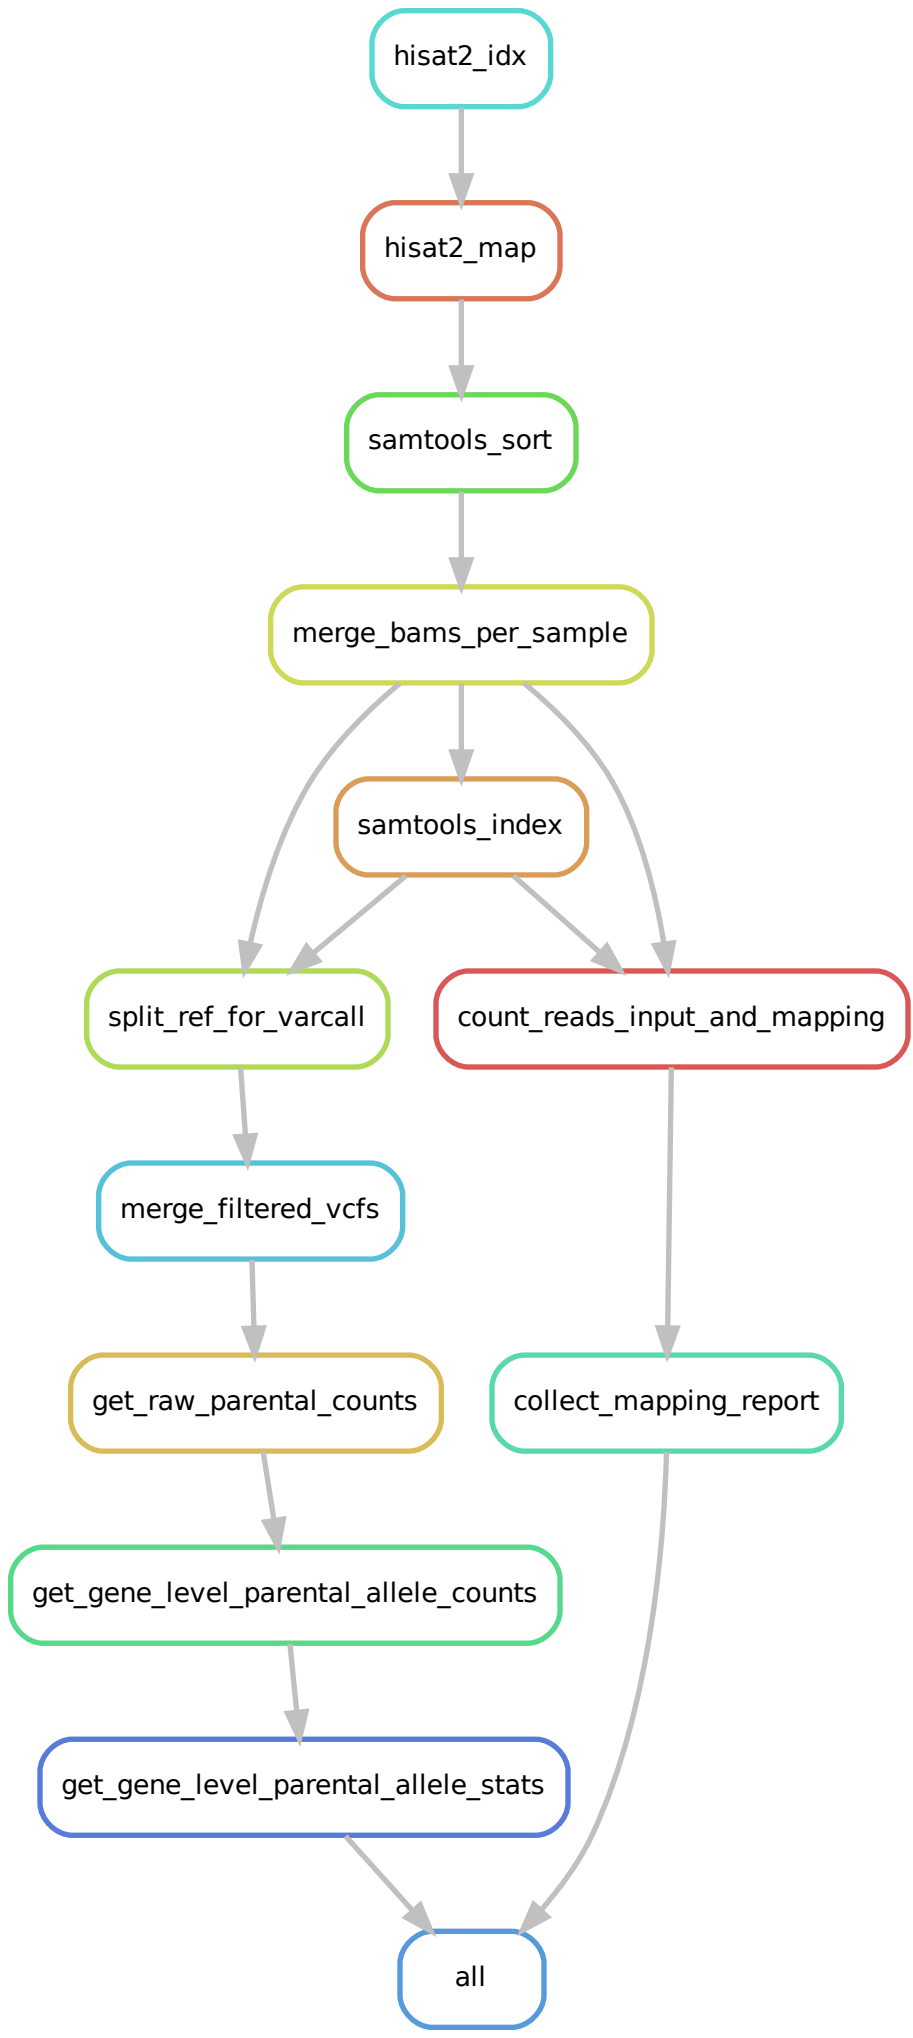 hisat2_idx
hisat2_map
samtools_sort
merge_bams_per_sample
samtools_index
split_ref_for_varcall
count_reads_input_and_mapping
merge_filtered_vcfs
get_raw_parental_counts
collect_mapping_report
get_gene_level_parental_allele_counts
get_gene_level_parental_allele_stats
all